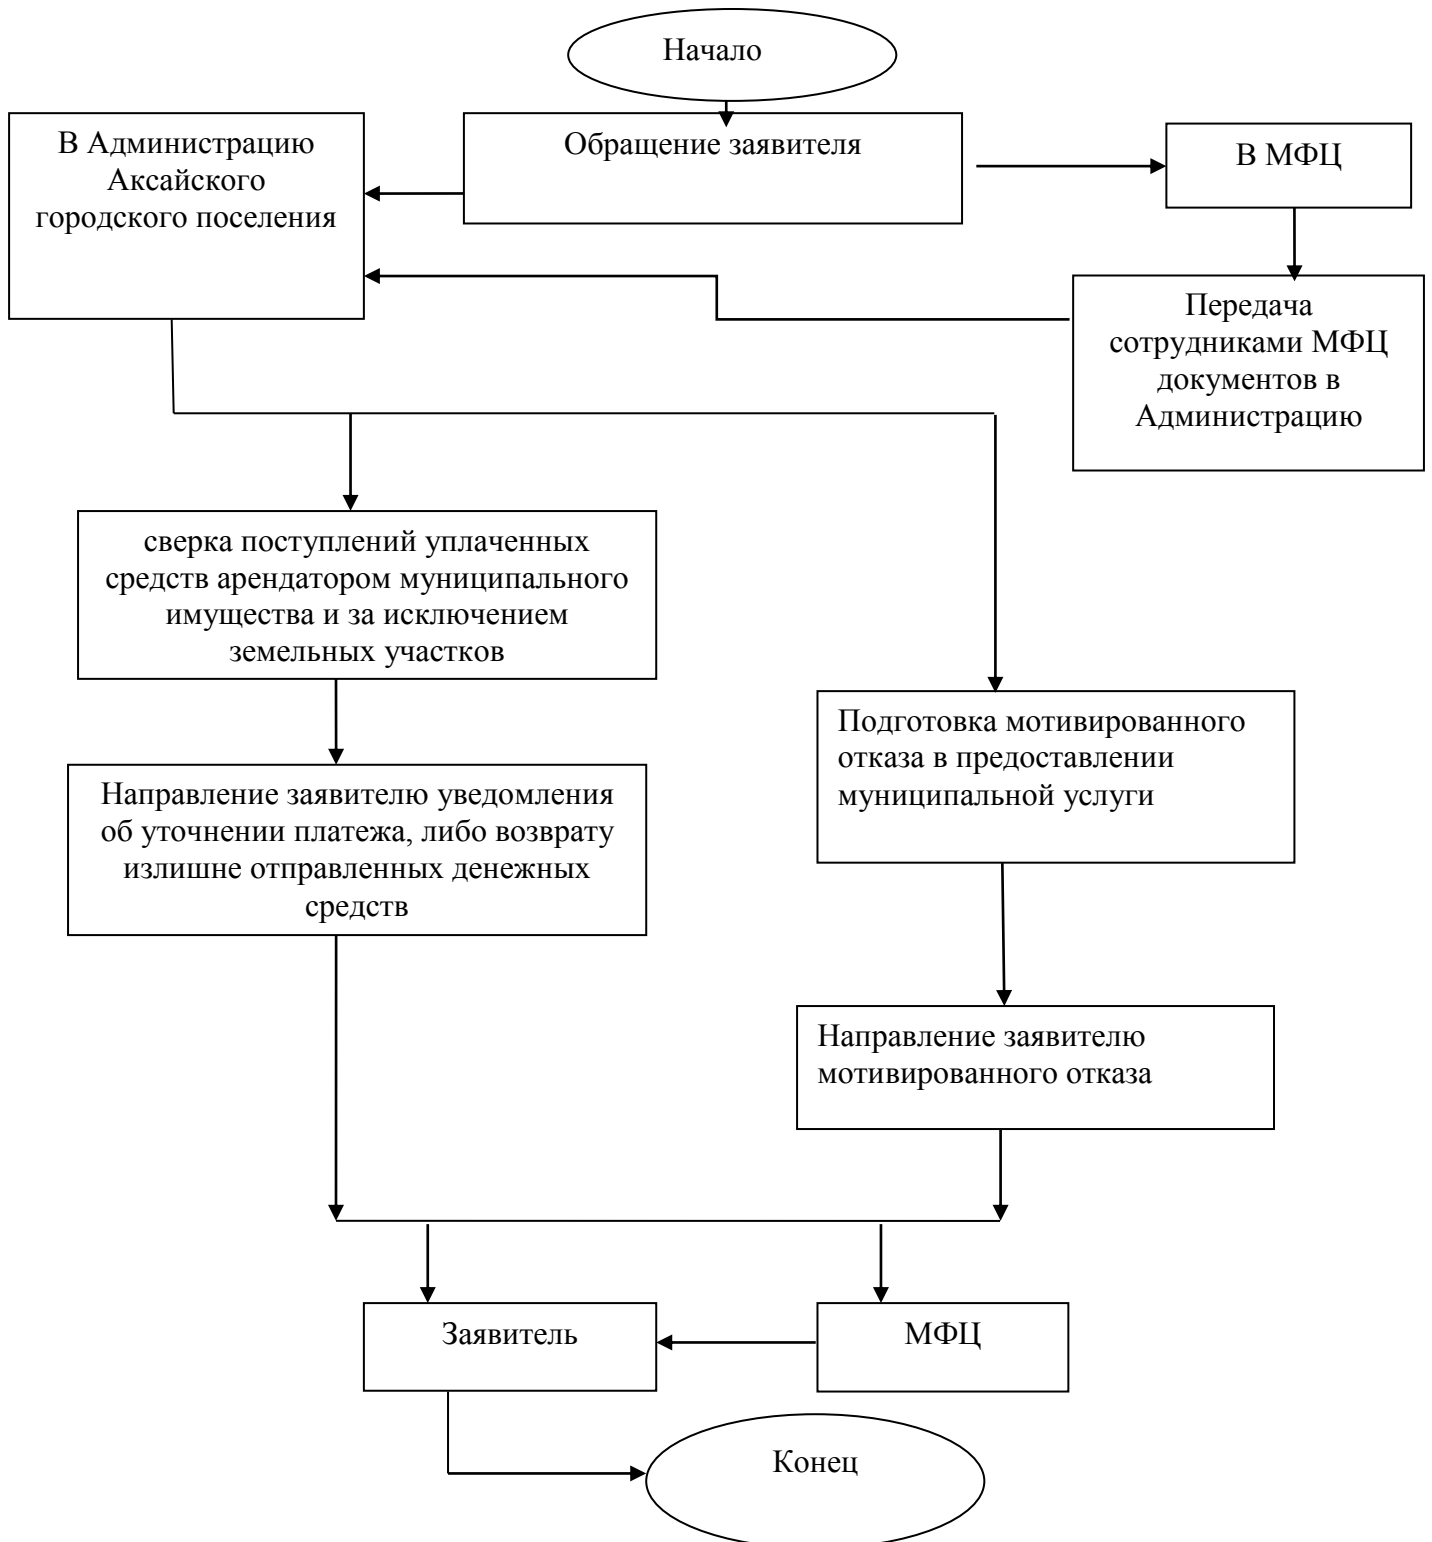 Начало
В Администрацию
Аксайского
городского поселения
Обращение заявителя
В МФЦ
Передача
сотрудниками МФЦ
документов в
Администрацию
сверка поступлений уплаченных
средств арендатором муниципального
имущества и за исключением
земельных участков
Подготовка мотивированного
отказа в предоставлении
муниципальной услуги
Направление заявителю уведомления
об уточнении платежа, либо возврату
излишне отправленных денежных
средств
Направление заявителю
мотивированного отказа
Заявитель
МФЦ
Конец